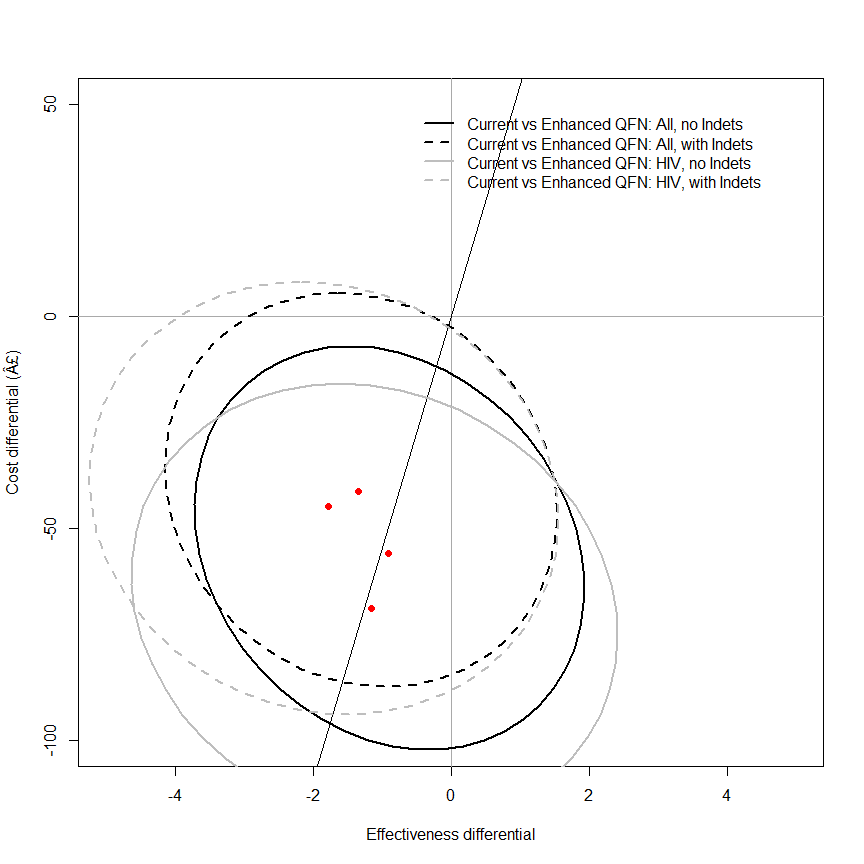 Current vs Enhanced QFN: All, no Indets
Current vs Enhanced QFN: All, with Indets
Current vs Enhanced QFN: HIV, no Indets
Current vs Enhanced QFN: HIV, with Indets
50
0
-50
-100
Cost differential (Â£)
-4 -2 0 2 4
Effectiveness differential